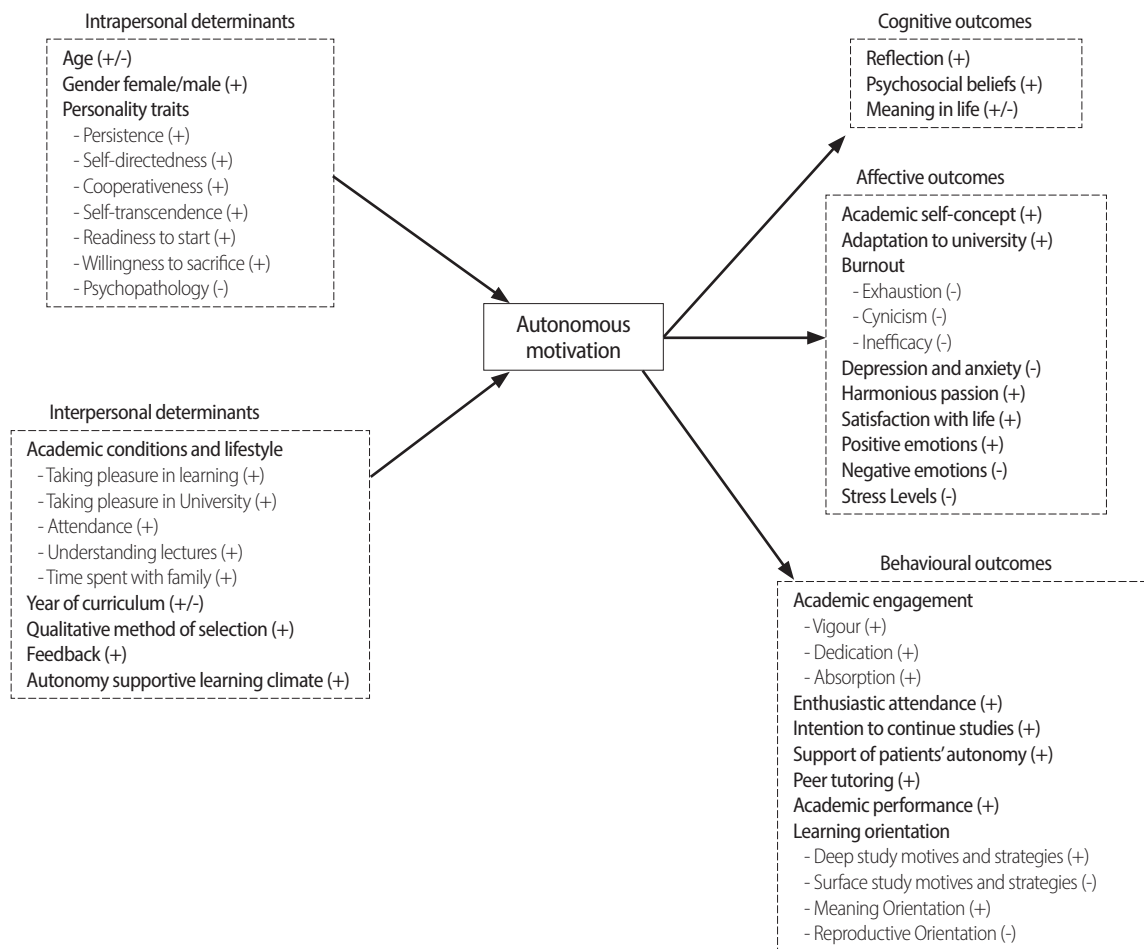 Intrapersonal determinants
Age (+/-)
Gender female/male (+)
Personality traits
- Persistence (+)
- Self-directedness (+)
- Cooperativeness (+)
- Self-transcendence (+)
- Readiness to start (+)
- Willingness to sacrifice (+)
- Psychopathology (-)
Interpersonal determinants
Academic conditions and lifestyle
- Taking pleasure in learning (+)
- Taking pleasure in University (+)
- Attendance (+)
- Understanding lectures (+)
- Time spent with family (+)
Year of curriculum (+/-)
Qualitative method of selection (+)
Feedback (+)
Autonomy supportive learning climate (+)
Autonomous
motivation
Cognitive outcomes
Reflection (+)
Psychosocial beliefs (+)
Meaning in life (+/-)
Affective outcomes
Academic self-concept (+)
Adaptation to university (+)
Burnout
- Exhaustion (-)
- Cynicism (-)
- Inefficacy (-)
Depression and anxiety (-)
Harmonious passion (+)
Satisfaction with life (+)
Positive emotions (+)
Negative emotions (-)
Stress Levels (-)
Behavioural outcomes
Academic engagement
- Vigour (+)
- Dedication (+)
- Absorption (+)
Enthusiastic attendance (+)
Intention to continue studies (+)
Support of patients' autonomy (+)
Peer tutoring (+)
Academic performance (+)
Learning orientation
- Deep study motives and strategies (+)
- Surface study motives and strategies (-)
- Meaning Orientation (+)
- Reproductive Orientation (-)